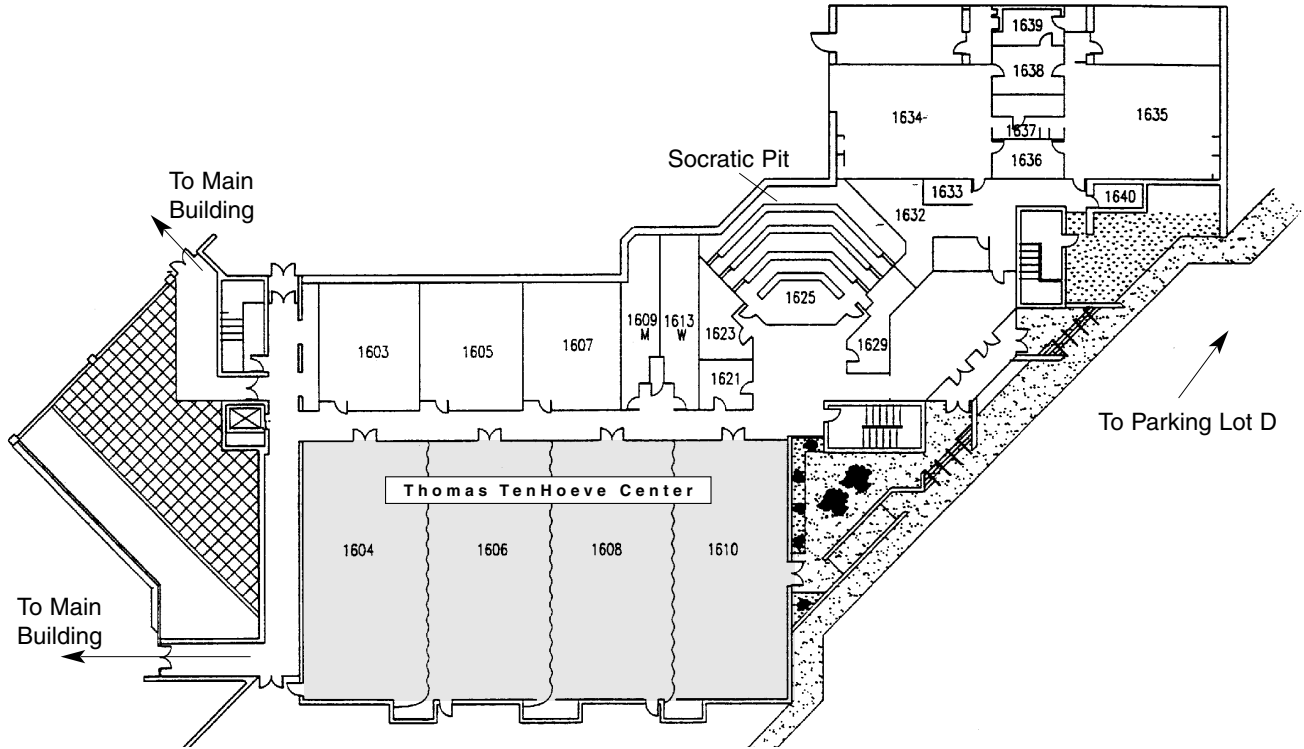 1639
1638
1634
1635
1637
1636
Socratic Pit
To Main
Building
1633
1640
1632
1625
1609
M
1613
W
1623
1603
1605
1607
1629
1621
To Parking Lot D
Thomas TenHoeve Center
1604
1606
1608
1610
To Main
Building